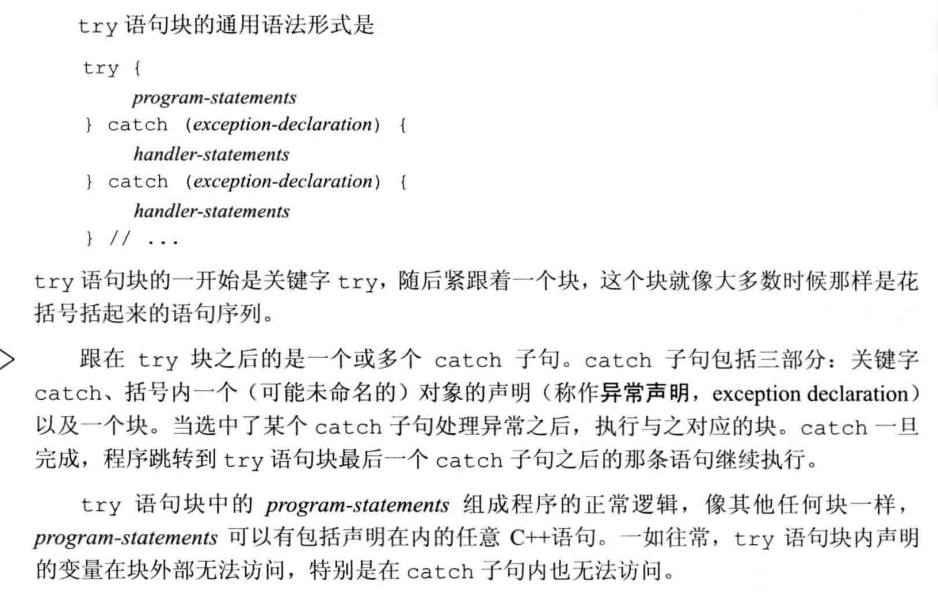 try 语句块的通用语法形式是
try {
program-statements
} catch (exception-declaration) {
handler-statements
} catch (exception-declaration) {
handler-statements
} // ...
try 语句块的一开始是关键字 try，随后紧跟着一个块，这个块就像大多数时候那样是花
括号括起来的语句序列。
跟在 try 块之后的是一个或多个 catch 子句。catch 子句包括三部分：关键字
catch、括号内一个（可能未命名的）对象的声明（称作异常声明，exception declaration）
以及一个块。当选中了某个 catch 子句处理异常之后，执行与之对应的块。catch 一旦
完成，程序跳转到 try 语句块最后一个 catch 子句之后的那条语句继续执行。
try 语句块中的 program-statements 组成程序的正常逻辑，像其他任何块一样，
program-statements 可以有包括声明在内的任意 C++语句。一如往常，try 语句块内声明
的变量在块外部无法访问，特别是在 catch 子句内也无法访问。